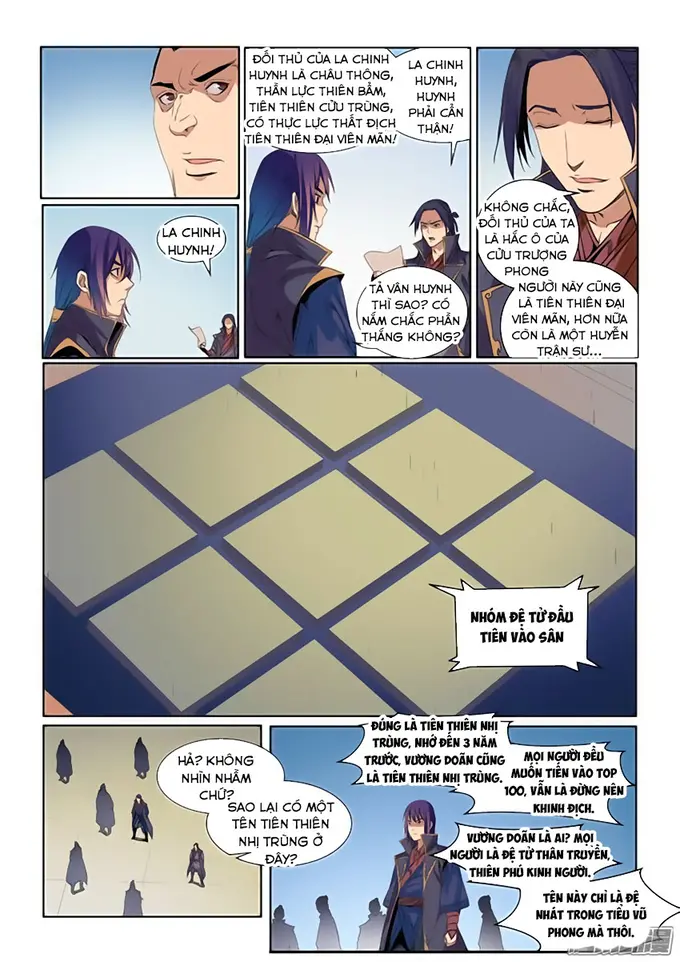 ĐỐI THỦ CỦA LA CHINH
HUYNH LÀ CHÂU THÔNG,
THẦN LỰC THIÊN BẨM,
TIÊN THIÊN CỬU TRÙNG,
CÓ THỰC LỰC THẤT ĐỊCH
TIÊN THIÊN ĐẠI VIÊN MÃN!
LA CHINH
HUYNH,
HUYNH
PHẢI CẨN
THẬN!
LA CHINH
HUYNH!
TẢ VÂN HUYNH
THÌ SAO? CÓ
NẮM CHẮC PHẦN
THẮNG KHÔNG?
KHÔNG CHẮC,
ĐỐI THỦ CỦA TA
LÀ HẮC Ô CỦA
CỬU TRƯỢNG
PHONG
NGƯỜI NÀY CŨNG
LÀ TIÊN THIÊN ĐẠI
VIÊN MÃN, HƠN NỮA
CÒN LÀ MỘT HUYỄN
TRẬN SƯ...
NHÓM ĐỆ TỬ ĐẦU
TIÊN VÀO SÂN
HẢ? KHÔNG
NHÌN NHẦM
CHỨ?
SAO LẠI CÓ MỘT
TÊN TIÊN THIÊN
NHỊ TRÙNG Ở
ĐÂY?
ĐÚNG LÀ TIÊN THIÊN NHỊ
TRÙNG, NHỚ ĐẾN 3 NĂM
TRƯỚC, VƯƠNG DOÃN CŨNG
LÀ TIÊN THIÊN NHỊ TRÙNG.
MỌI NGƯỜI ĐỀU
MUỐN TIẾN VÀO TOP
100, VẪN LÀ ĐỪNG NÊN
KHINH ĐỊCH.
VƯƠNG DOÃN LÀ AI? MỌI
NGƯỜI LÀ ĐỆ TỬ THÂN TRUYỀN,
THIÊN PHÚ KINH NGƯỜI.
TÊN NÀY CHỈ LÀ ĐỆ
NHẤT TRONG TIỂU VŨ
PHONG MÀ THÔI.